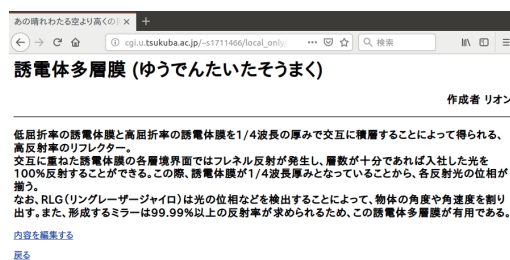 あの晴れわたる空より高くの
cgi.u.tsukuba.ac.jp/~s1711466/local_only/
検索
誘電体多層膜 (ゆうでんたいたそうまく)
作成者 リオン
低屈折率の誘電体膜と高屈折率の誘電体膜を1/4波長の厚みで交互に積層することによって得られる、
高反射率のリフレクター。
交互に重ねた誘電体膜の各層境界面ではフレネル反射が発生し、層数が十分であれば入社した光を
100%反射することができる。この際、誘電体膜が1/4波長厚みとなっていることから、各反射光の位相が
揃う。
なお、RLG(リングレーザージャイロ)は光の位相などを検出することによって、物体の角度や角速度を割り
出す。また、形成するミラーは99.99%以上の反射率が求められるため、この誘電体多層膜が有用である。
内容を編集する
戻る